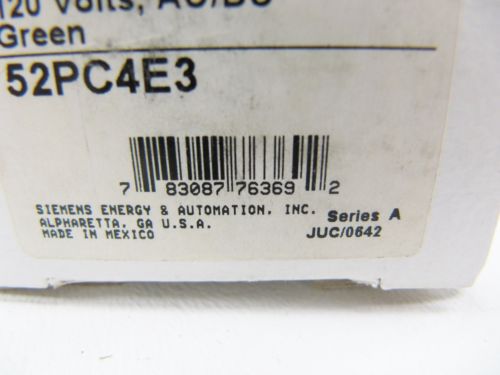 120 Volts, AC/DC
Green
52PC4E3
7 83087 76369 2
SIEMENS ENERGY & AUTOMATION, INC.
ALPHARETTA, GA U.S.A.
MADE IN MEXICO
Series A
JUC/0642